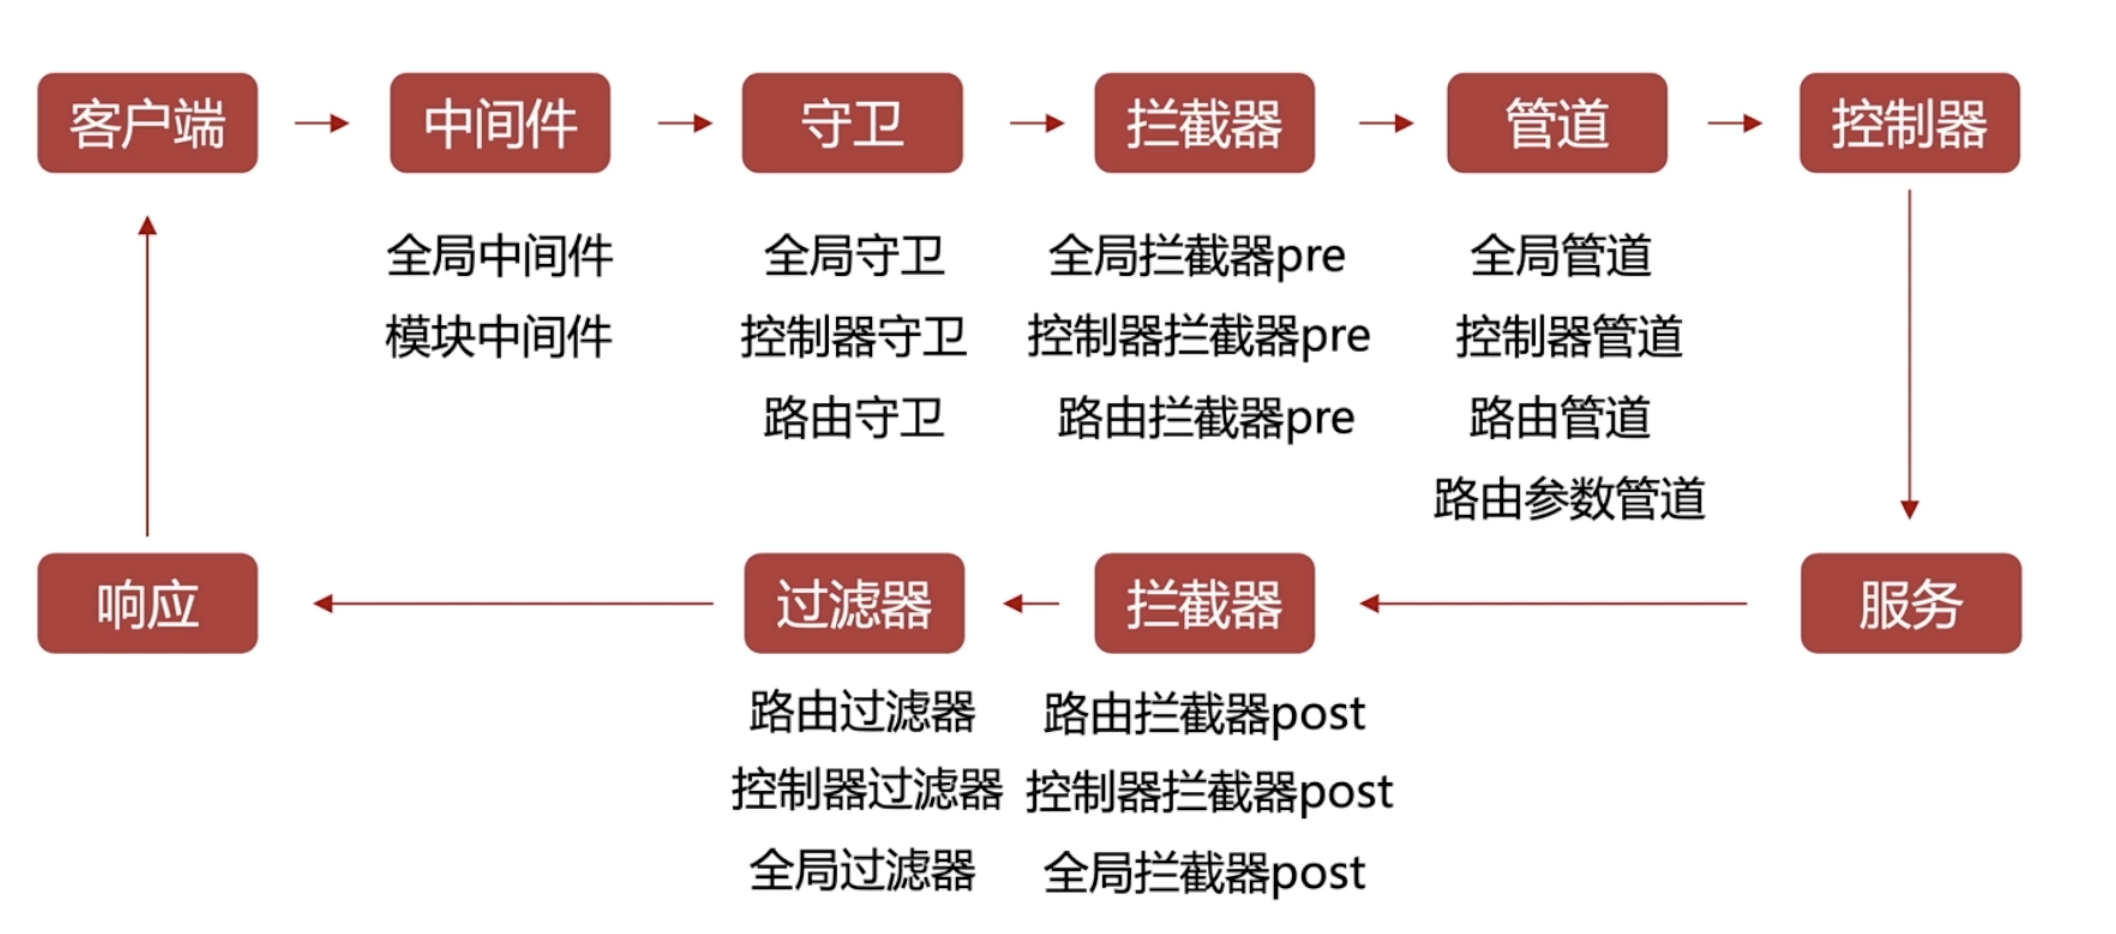 客户端
中间件
守卫
拦截器
管道
控制器
全局中间件
模块中间件
全局守卫
控制器守卫
路由守卫
全局拦截器pre
控制器拦截器pre
路由拦截器pre
全局管道
控制器管道
路由管道
路由参数管道
响应
过滤器
拦截器
服务
路由过滤器
控制器过滤器
全局过滤器
路由拦截器post
控制器拦截器post
全局拦截器post